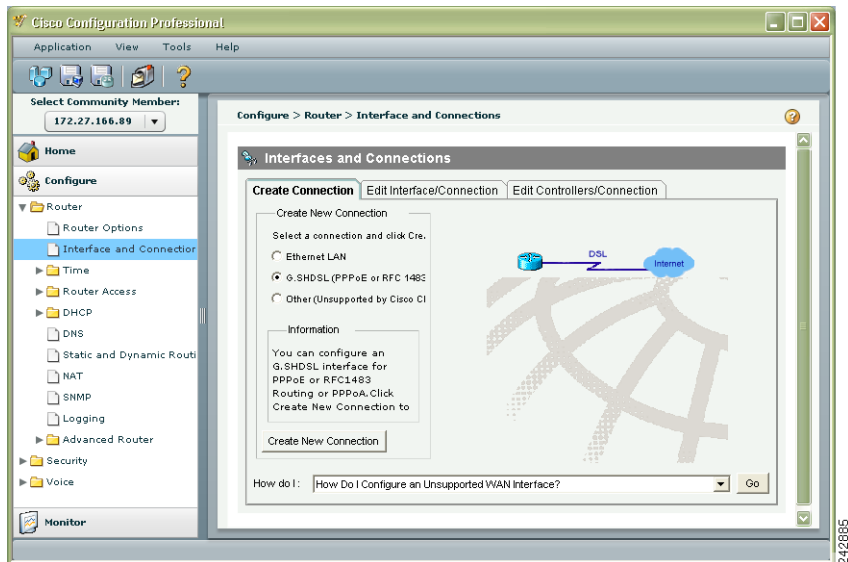 Cisco Configuration Professional
Application View Tools Help
Select Community Member:
172.27.166.89
Home
Configure
Router
Router Options
Interface and Connection
Time
Router Access
DHCP
DNS
Static and Dynamic Routi
NAT
SNMP
Logging
Advanced Router
Security
Voice
Monitor
Configure > Router > Interface and Connections
Interfaces and Connections
Create Connection Edit Interface/Connection Edit Controllers/Connection
Create New Connection
Select a connection and click Cre.
Ethernet LAN
G.SHDSL (PPPoE or RFC 1483
Other (Unsupported by Cisco Cl
Information
You can configure an
G.SHDSL interface for
PPPoE or RFC1483
Routing or PPPoA.Click
Create New Connection to
Create New Connection
DSL
Internet
How do I: How Do I Configure an Unsupported WAN Interface? Go
242885